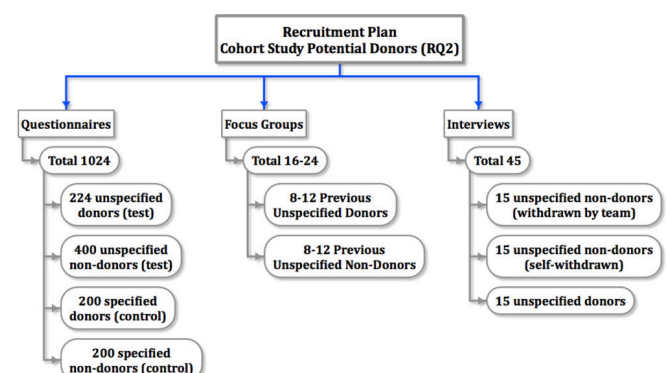 Recruitment Plan
Cohort Study Potential Donors (RQ2)
Questionnaires
Total 1024
224 unspecified
donors (test)
400 unspecified
non-donors (test)
200 specified
donors (control)
200 specified
non-donors (control)
Focus Groups
Total 16-24
8-12 Previous
Unspecified Donors
8-12 Previous
Unspecified Non-Donors
Interviews
Total 45
15 unspecified non-donors
(withdrawn by team)
15 unspecified non-donors
(self-withdrawn)
15 unspecified donors